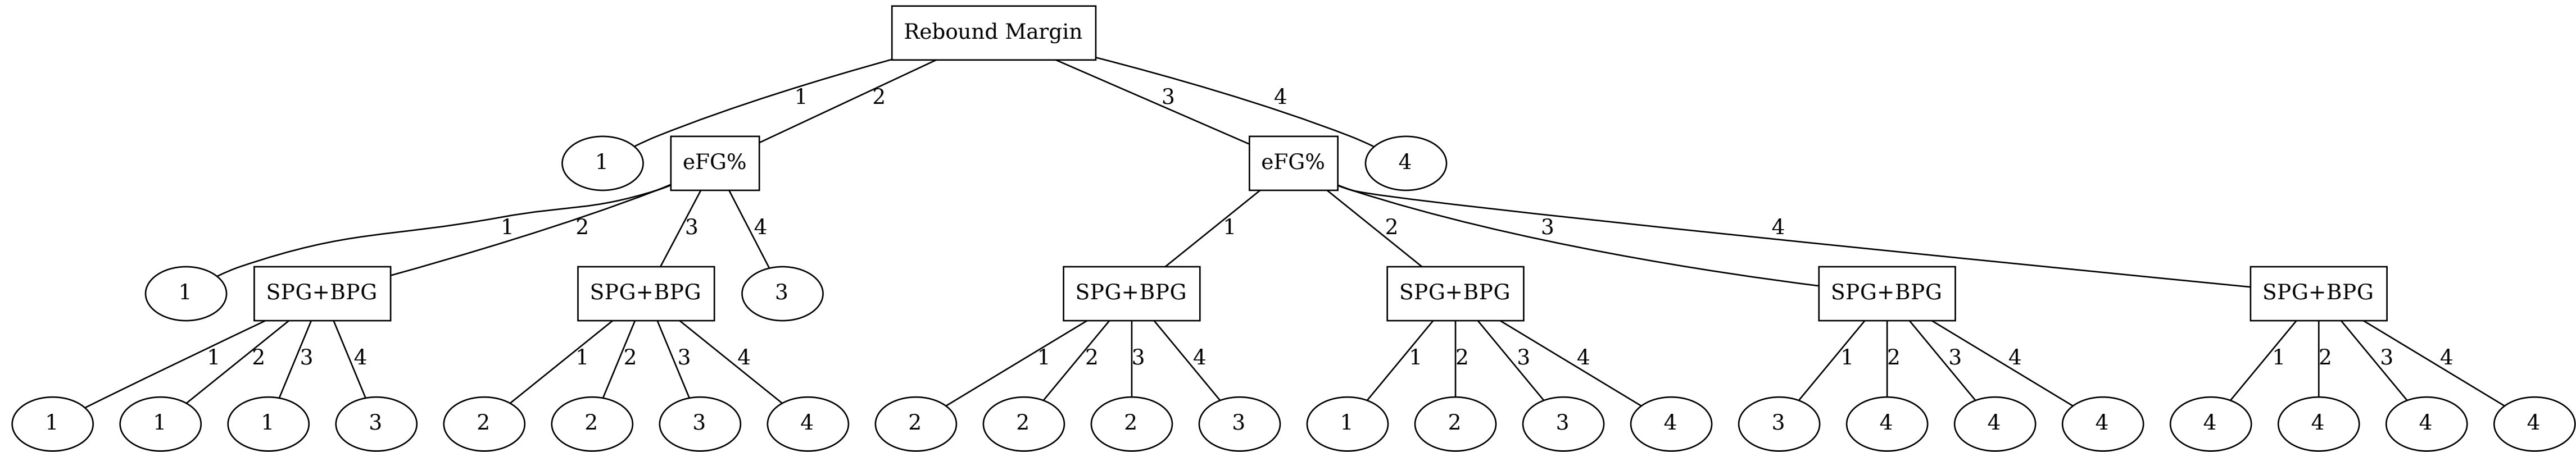 Rebound Margin
1 2 3 4
1 eFG% eFG% 4
1 2 3 4 1 2 3 4
1 SPG+BPG SPG+BPG 3 SPG+BPG SPG+BPG SPG+BPG SPG+BPG
1 2 3 4 1 2 3 4 1 2 3 4 1 2 3 4 1 2 3 4 1 2 3 4
1 1 1 3 2 2 3 4 2 2 2 3 1 2 3 4 3 4 4 4 4 4 4 4